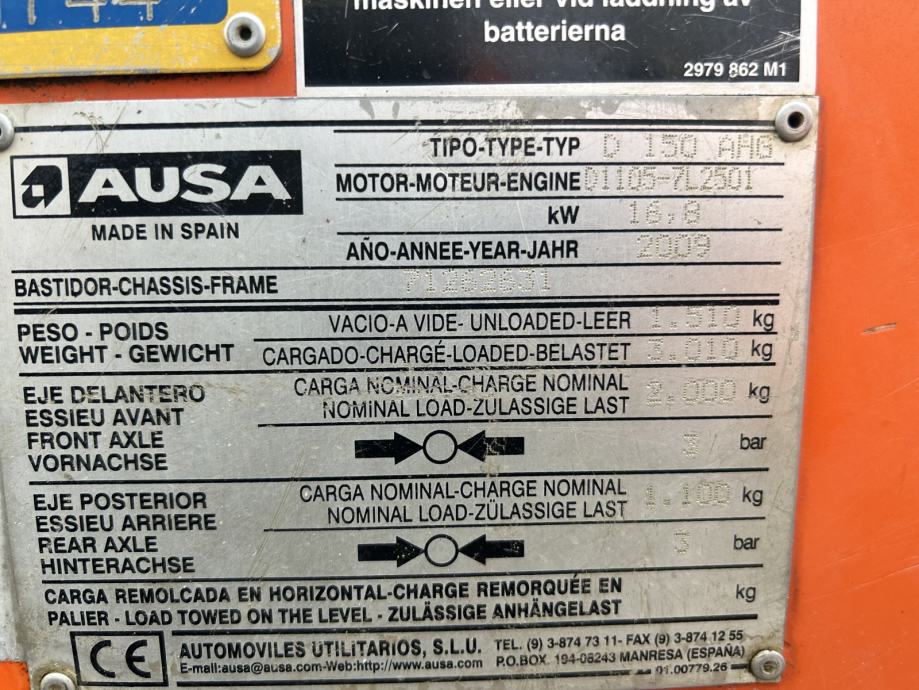 144
maskinen eller vid laddning av
batterierna
2979 862 M1
AUSA
MADE IN SPAIN
TIPO-TYPE-TYP D 150 AHG
MOTOR-MOTEUR-ENGINE D1105-7L2501
kW 16,8
AÑO-ANNEE-YEAR-JAHR 2009
BASTIDOR-CHASSIS-FRAME 71262631
PESO - POIDS
WEIGHT - GEWICHT
VACIO-A VIDE- UNLOADED-LEER 1.510 kg
CARGADO-CHARGÉ-LOADED-BELASTET 3.010 kg
EJE DELANTERO
ESSIEU AVANT
FRONT AXLE
VORNACHSE
CARGA NOMINAL-CHARGE NOMINAL
NOMINAL LOAD-ZULASSIGE LAST 2.000 kg
3 bar
EJE POSTERIOR
ESSIEU ARRIERE
REAR AXLE
HINTERACHSE
CARGA NOMINAL-CHARGE NOMINAL
NOMINAL LOAD-ZÜLASSIGE LAST 1.100 kg
3 bar
CARGA REMOLCADA EN HORIZONTAL-CHARGE REMORQUÉE EN
PALIER - LOAD TOWED ON THE LEVEL - ZULÄSSIGE ANHÄNGELAST kg
CE
AUTOMOVILES UTILITARIOS, S.L.U. TEL. (9) 3-874 73 11- FAX (9) 3-874 12 55
E-mail:ausa@ausa.com-Web:http://www.ausa.com P.O.BOX. 194-08243 MANRESA (ESPAÑA)
91.00779.26